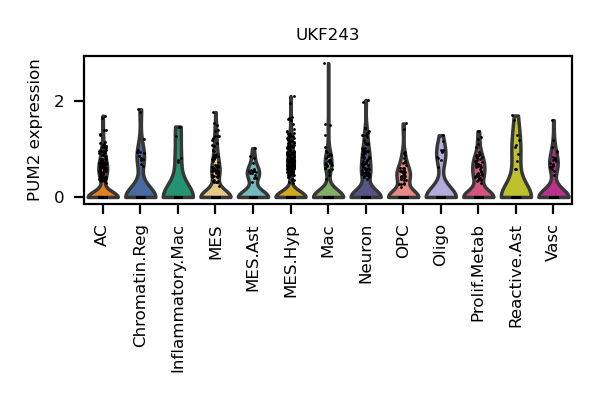 UKF243
PUM2 expression
2
0
AC
Chromatin.Reg
Inflammatory.Mac
MES
MES.Ast
MES.Hyp
Mac
Neuron
OPC
Oligo
Prolif.Metab
Reactive.Ast
Vasc